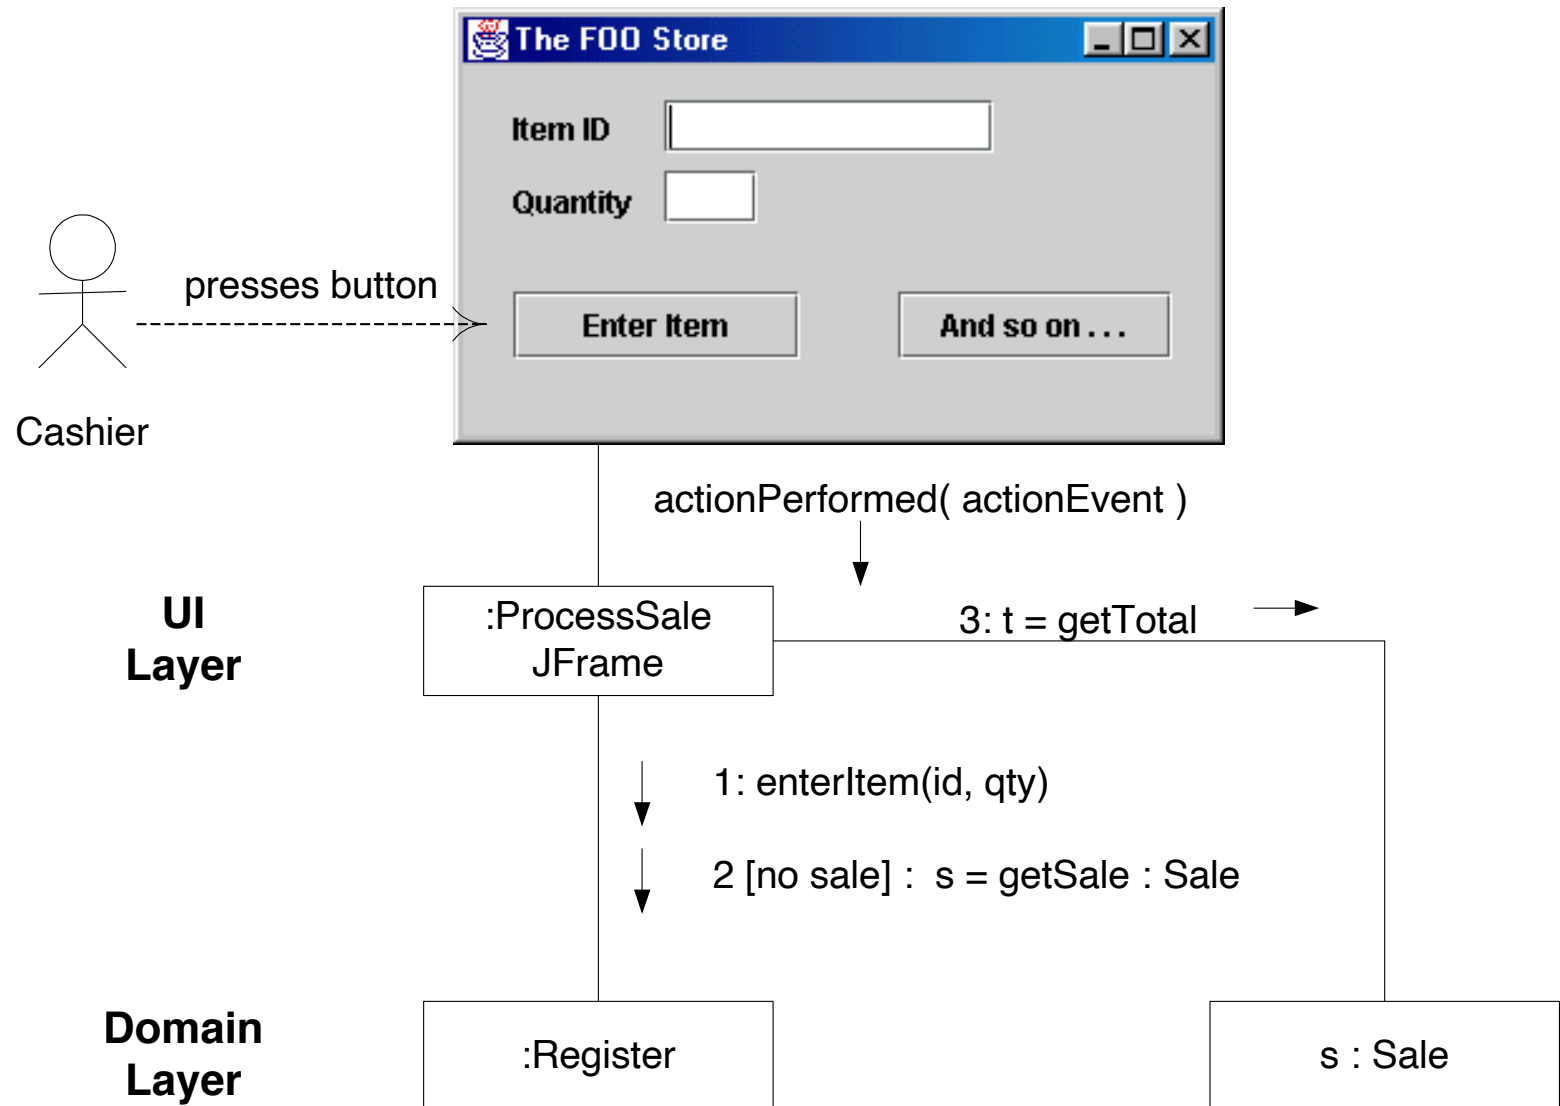 The FOO Store
Item ID
Quantity
presses button
Enter Item
And so on . . .
Cashier
actionPerformed( actionEvent )
UI
Layer
:ProcessSale
JFrame
3: t = getTotal
1: enterItem(id, qty)
2 [no sale] : s = getSale : Sale
Domain
Layer
:Register
s : Sale